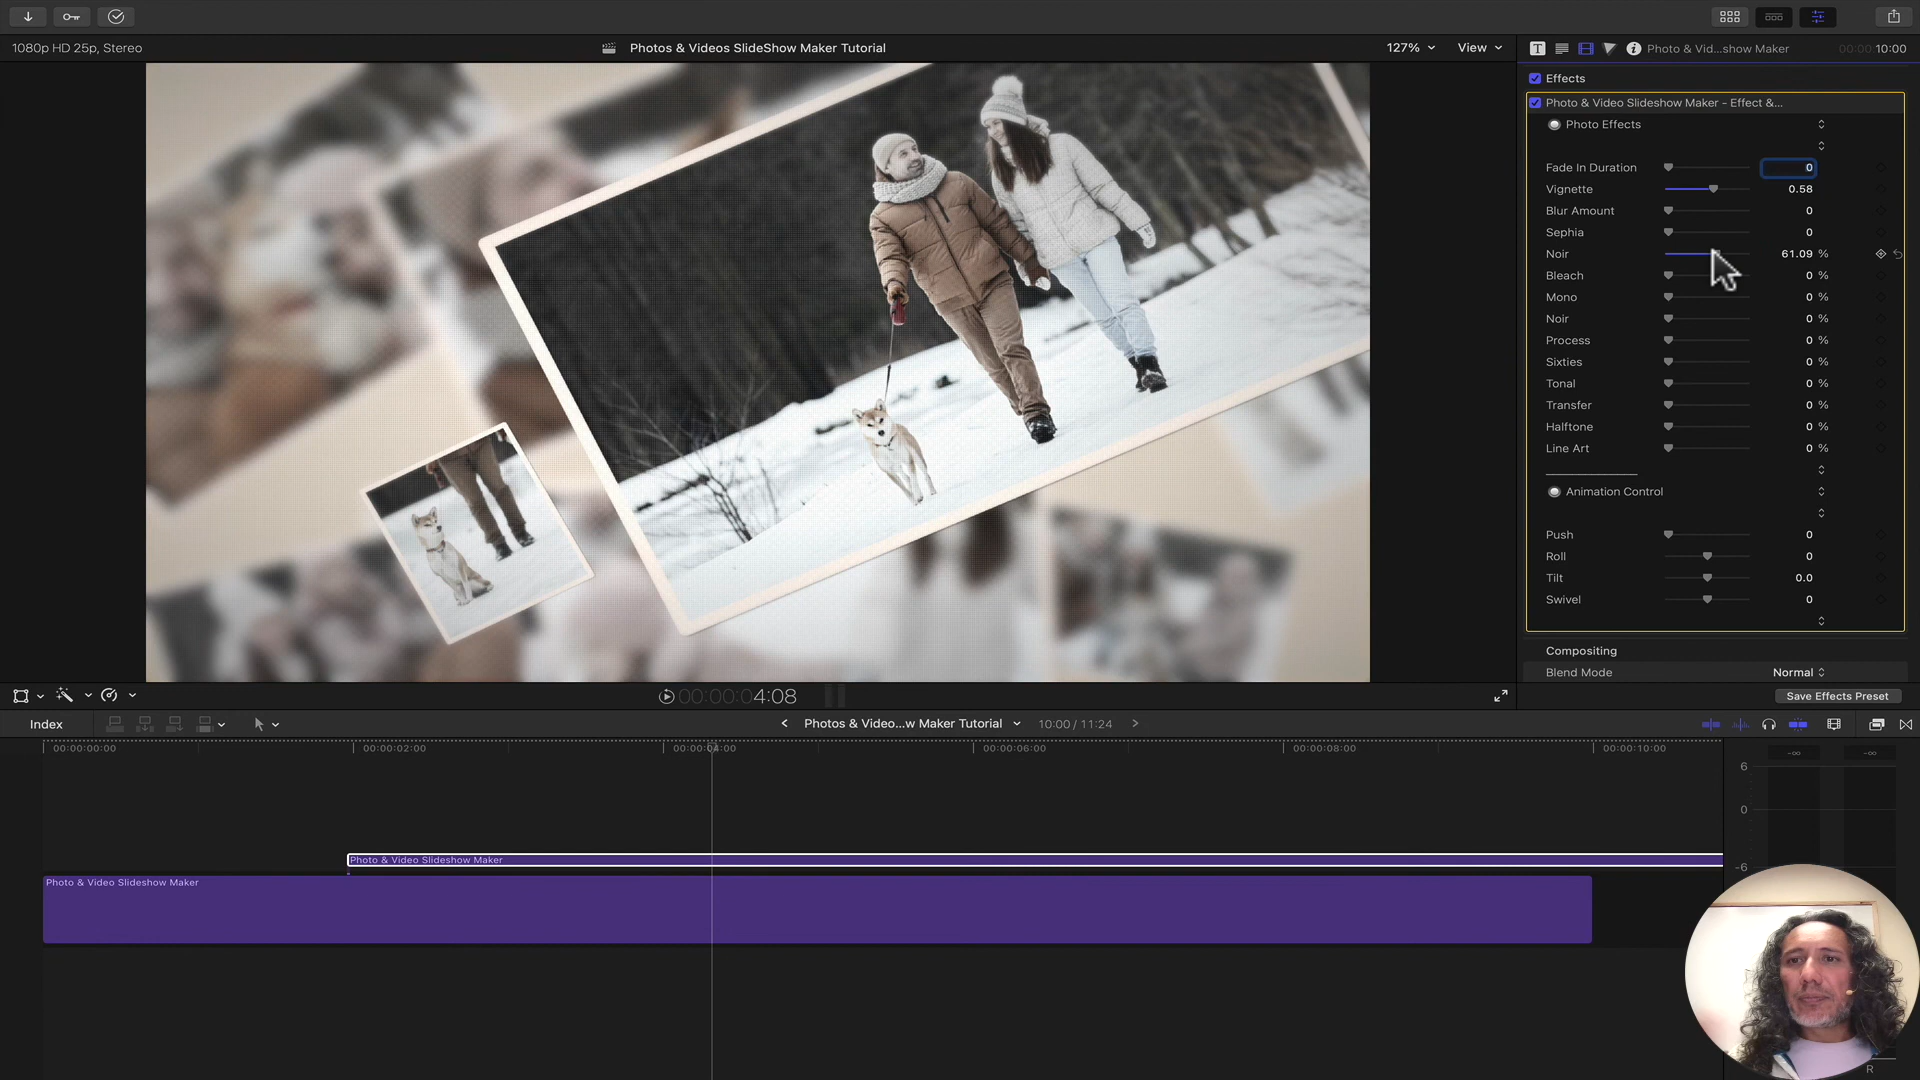 1080p HD 25p, Stereo
Photos & Videos SlideShow Maker Tutorial
127%
View
Photo & Vid...show Maker
00:00:10:00
Effects
Photo & Video Slideshow Maker - Effect &...
Photo Effects
Fade In Duration 0
Vignette 0.58
Blur Amount 0
Sephia 0
Noir 61.09 %
Bleach 0 %
Mono 0 %
Noir 0 %
Process 0 %
Sixties 0 %
Tonal 0 %
Transfer 0 %
Halftone 0 %
Line Art 0 %
Animation Control
Push 0
Roll 0
Tilt 0.0
Swivel 0
Compositing
Blend Mode Normal
00:00:04:08
Save Effects Preset
Index
Photos & Video...w Maker Tutorial
10:00 / 11:24
00:00:00:00
00:00:02:00
00:00:04:00
00:00:06:00
00:00:08:00
00:00:10:00
-∞
-∞
6
0
-6
Photo & Video Slideshow Maker
Photo & Video Slideshow Maker
R